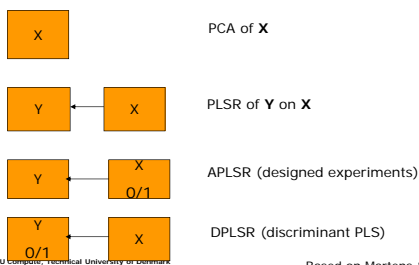 X
PCA of X
Y X
PLSR of Y on X
Y X
0/1
APLSR (designed experiments)
Y X
0/1
DPLSR (discriminant PLS)
U Compute, Technical University of Denmark
Based on Martens